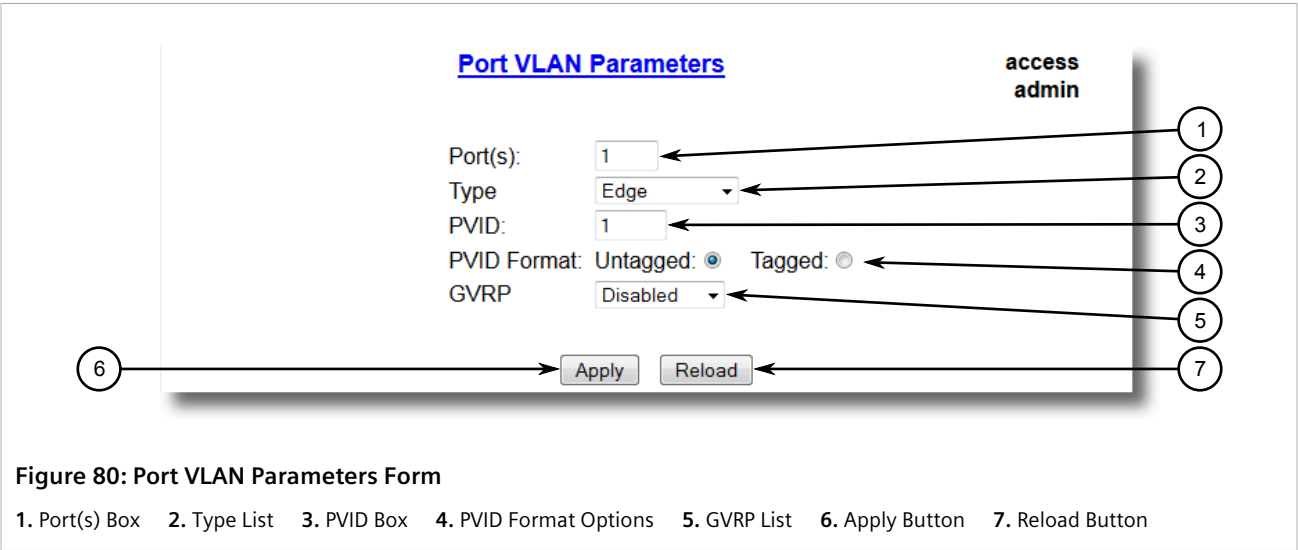 Port VLAN Parameters
access
admin
Port(s): 1
Type Edge
PVID: 1
PVID Format: Untagged: Tagged:
GVRP Disabled
Apply Reload
1
2
3
4
5
6
7
Figure 80: Port VLAN Parameters Form
1. Port(s) Box 2. Type List 3. PVID Box 4. PVID Format Options 5. GVRP List 6. Apply Button 7. Reload Button